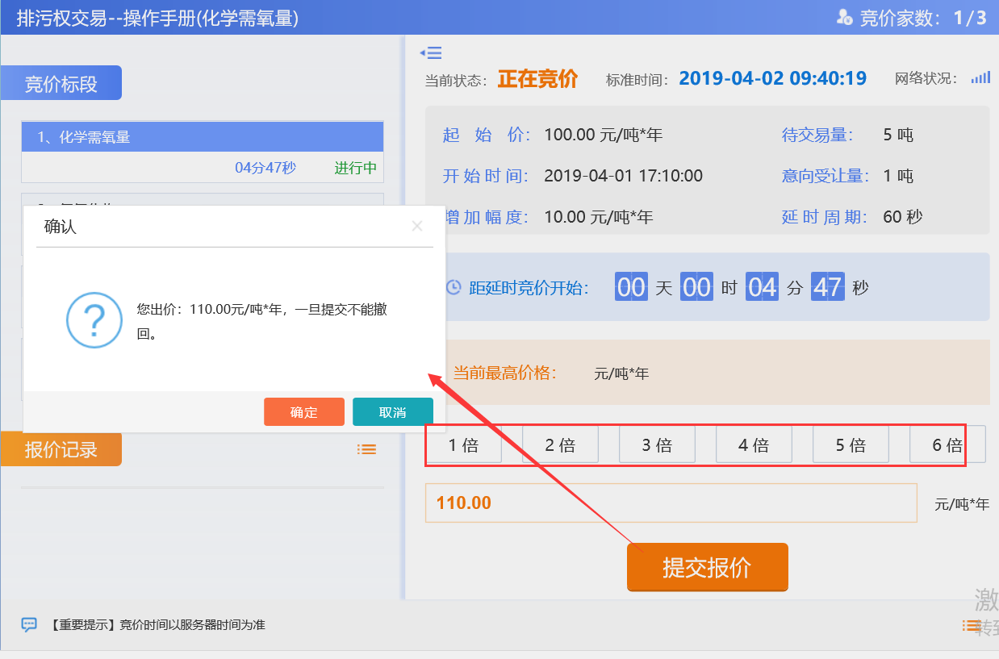 排污权交易--操作手册(化学需氧量)
竞价家数： 1/3
竞价标段
1、化学需氧量
04分47秒 进行中
当前状态： 正在竞价 标准时间： 2019-04-02 09:40:19 网络状况：
起 始 价： 100.00 元/吨*年 待交易量： 5 吨
开 始 时 间： 2019-04-01 17:10:00 意向受让量： 1 吨
增 加 幅 度： 10.00 元/吨*年 延 时 周 期： 60 秒
确认
您出价：110.00元/吨*年，一旦提交不能撤
回。
确定 取消
距延时竞价开始： 00 天 00 时 04 分 47 秒
当前最高价格： 元/吨*年
1 倍 2 倍 3 倍 4 倍 5 倍 6 倍
报价记录
110.00 元/吨*年
提交报价
【重要提示】竞价时间以服务器时间为准
激
转到